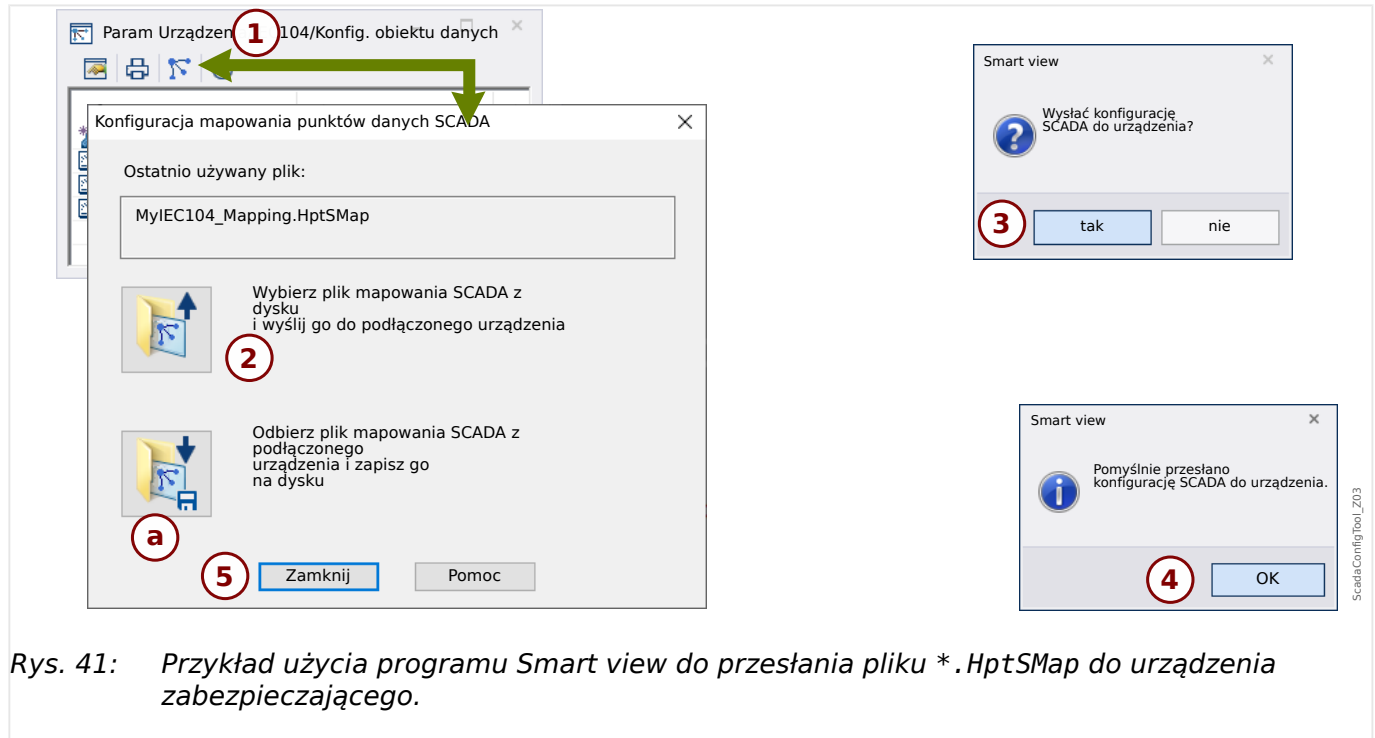 Param Urządzen 1 104/Konfig. obiektu danych
Konfiguracja mapowania punktów danych SCADA
Ostatnio używany plik:
MyIEC104_Mapping.HptSMap
Wybierz plik mapowania SCADA z
dysku
i wyślij go do podłączonego urządzenia
2
Odbierz plik mapowania SCADA z
podłączonego
urządzenia i zapisz go
na dysku
a
5 Zamknij Pomoc
Smart view
Wysłać konfigurację
SCADA do urządzenia?
3 tak nie
Smart view
Pomyślnie przesłano
konfigurację SCADA do urządzenia.
4 OK
ScadaConfigTool_Z03
Rys. 41: Przykład użycia programu Smart view do przesłania pliku *.HptSMap do urządzenia
zabezpieczającego.